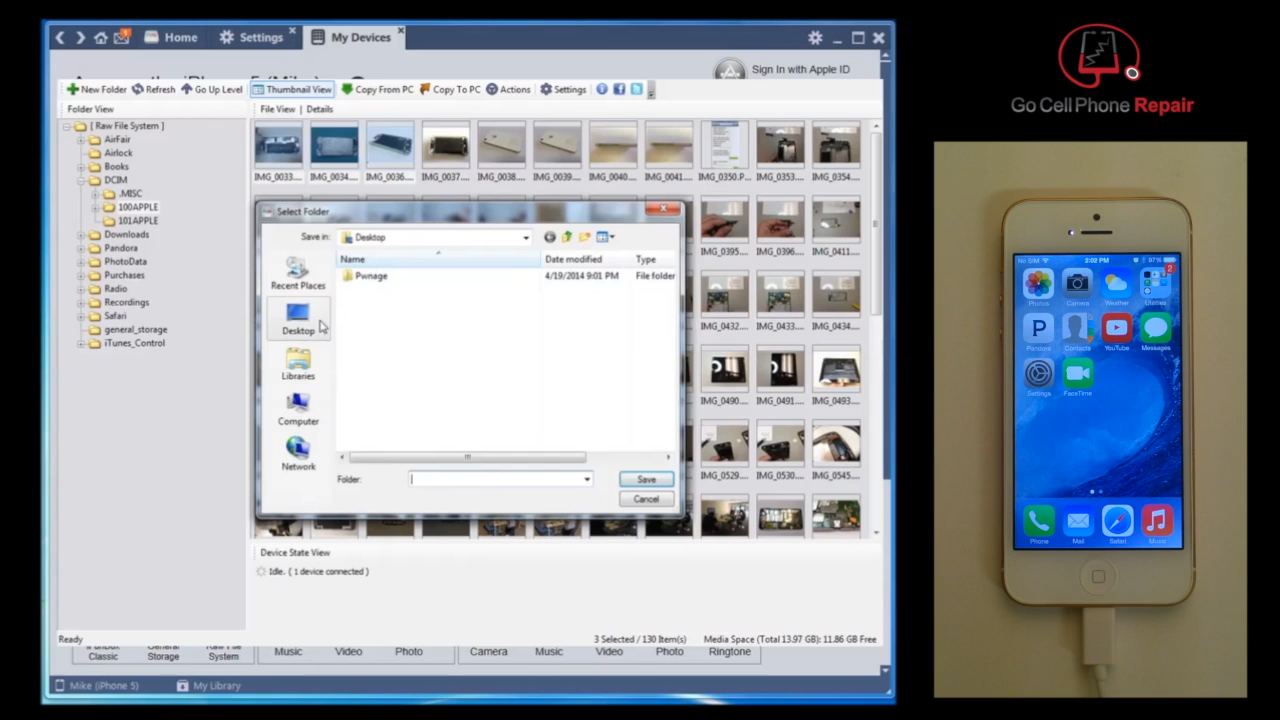 Home
Settings
My Devices
Sign In with Apple ID
New Folder Refresh Go Up Level Thumbnail View Copy From PC Copy To PC Actions Settings
Folder View
File View | Details
[ Raw File System ]
AirFair
Airlock
Books
DCIM
.MISC
100APPLE
101APPLE
Downloads
Pandora
PhotoData
Purchases
Radio
Recordings
Safari
general_storage
iTunes_Control
IMG_0033.... IMG_0034.... IMG_0036.... IMG_0037.... IMG_0038.... IMG_0039.... IMG_0040.... IMG_0041.... IMG_0350.P... IMG_0353.... IMG_0354....
IMG_0395.... IMG_0396.... IMG_0411....
IMG_0432.... IMG_0433.... IMG_0434....
IMG_0490.... IMG_0491.... IMG_0493....
IMG_0529.... IMG_0530.... IMG_0545....
Select Folder
Save in: Desktop
Name Date modified Type
Pwnage 4/19/2014 9:01 PM File folder
Recent Places
Desktop
Libraries
Computer
Network
Folder:
Save
Cancel
Device State View
Idle. ( 1 device connected )
Ready
3 Selected / 130 Item(s) Media Space (Total 13.97 GB): 11.86 GB Free
Classic
Storage
System
Music Video Photo
Camera Music Video Photo Ringtone
Mike (iPhone 5)
My Library
Go Cell Phone Repair
No SIM 2:02 PM 97%
2
Photos Camera Weather Utilities
P
Pandora Contacts YouTube Messages
Settings FaceTime
Phone Mail Safari Music